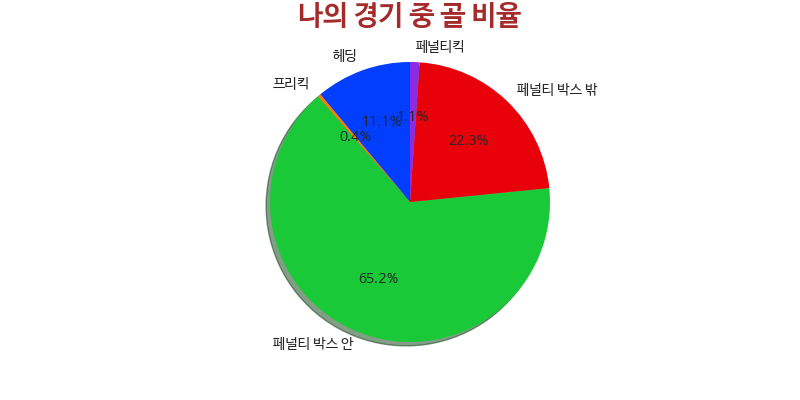 나의 경기 중 골 비율
페널티킥
헤딩
프리킥
페널티 박스 밖
11.1%
1.1%
0.4%
22.3%
65.2%
페널티 박스 안